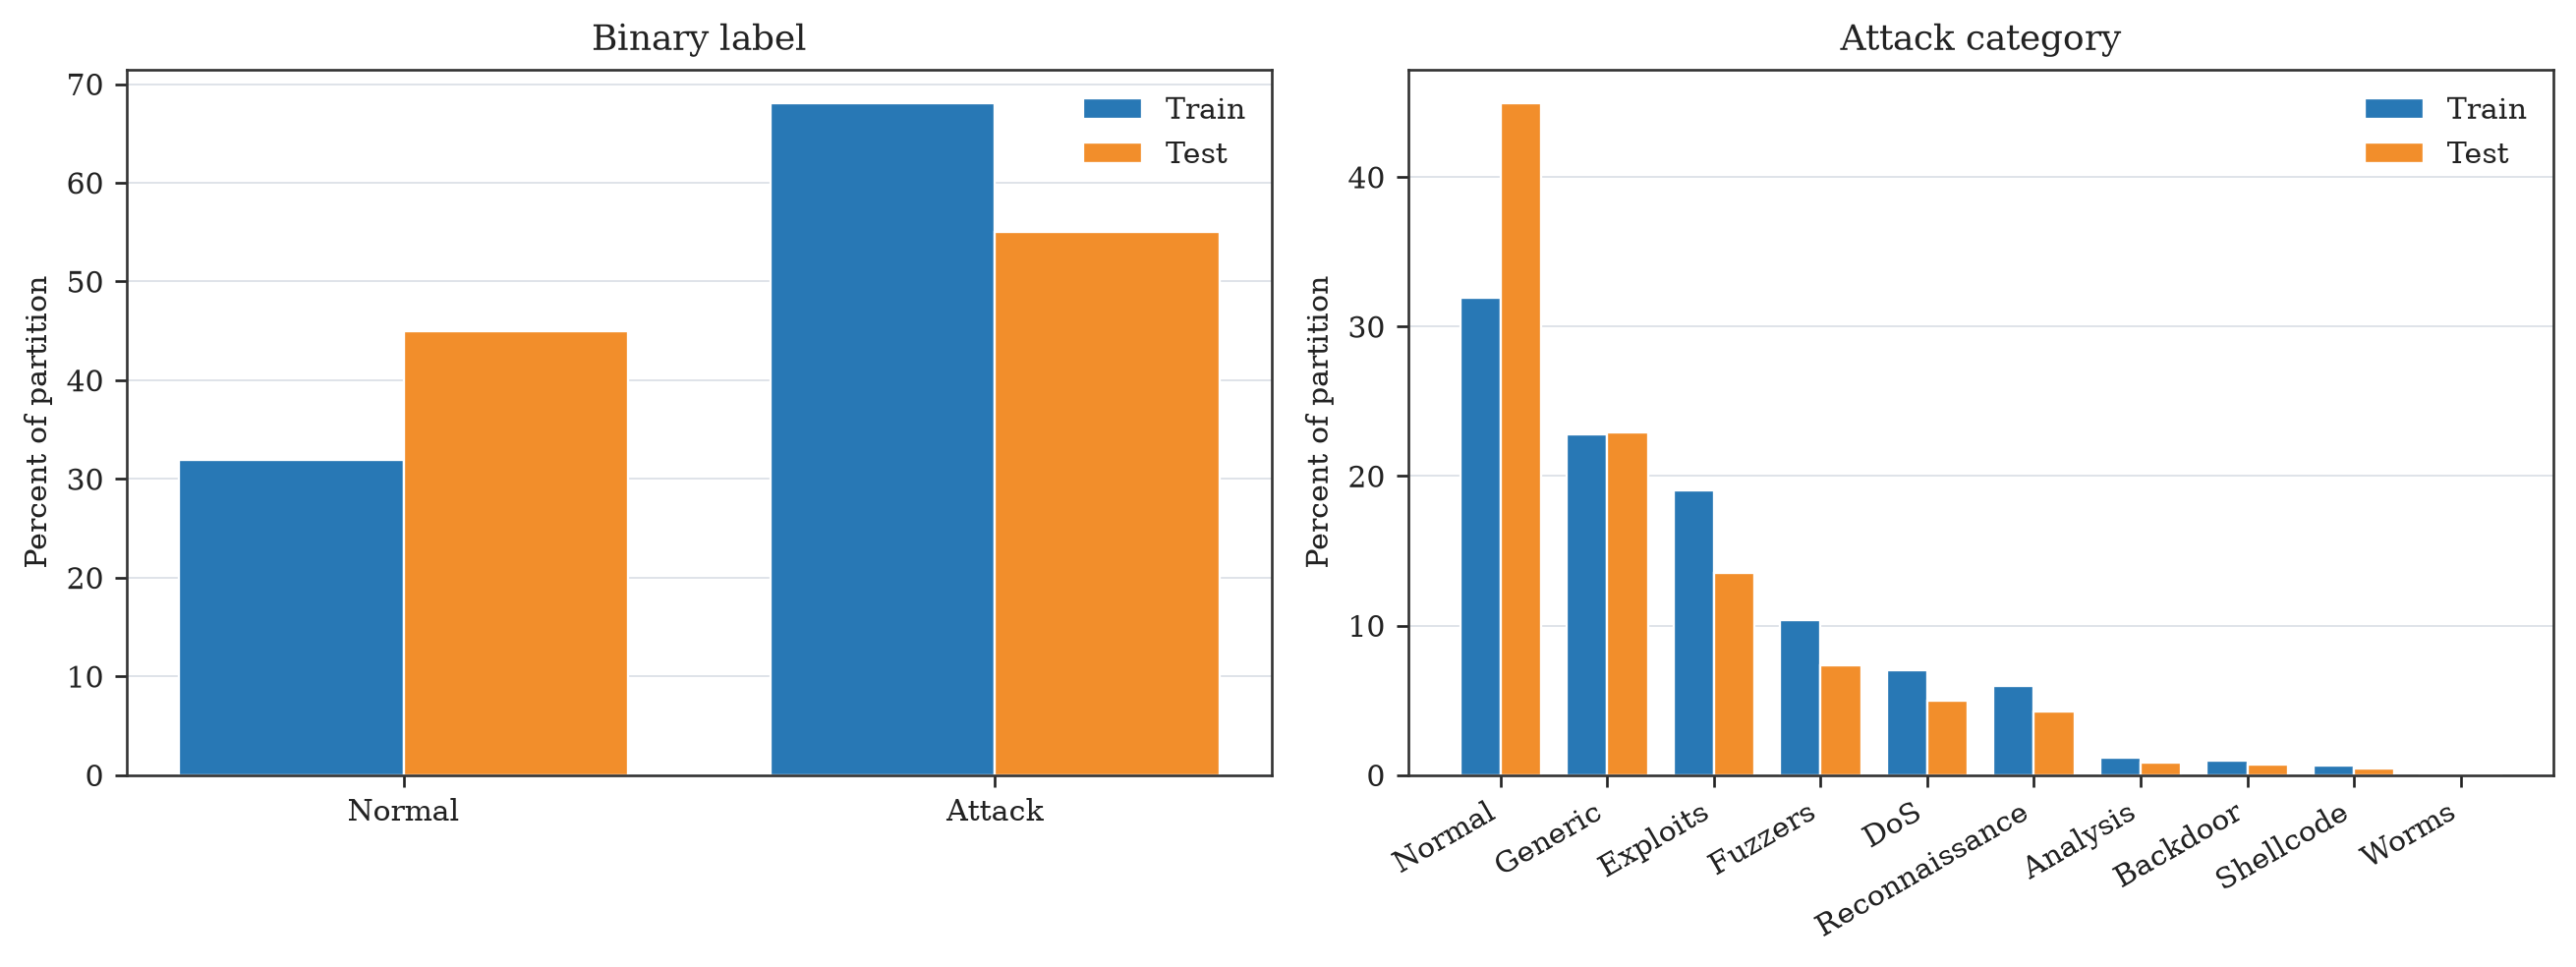 Binary label
Percent of partition
70
60
50
40
30
20
10
0
Train
Test
Normal
Attack
Attack category
Percent of partition
40
30
20
10
0
Train
Test
Normal
Generic
Exploits
Fuzzers
DoS
Reconnaissance
Analysis
Backdoor
Shellcode
Worms